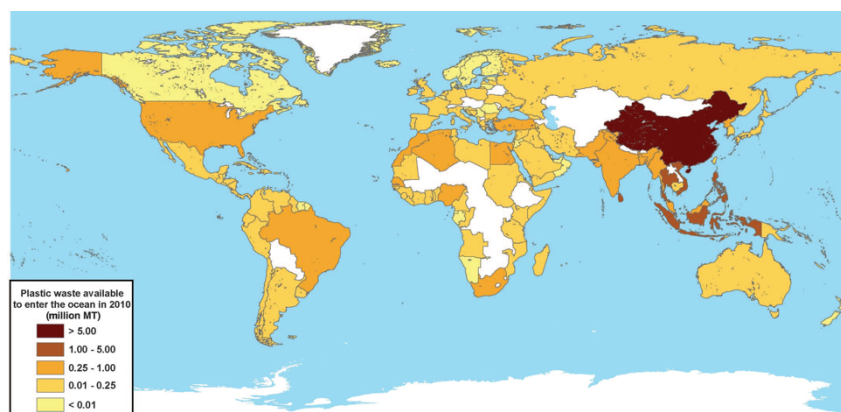 Plastic waste available
to enter the ocean in 2010
(million MT)
> 5.00
1.00 - 5.00
0.25 - 1.00
0.01 - 0.25
< 0.01